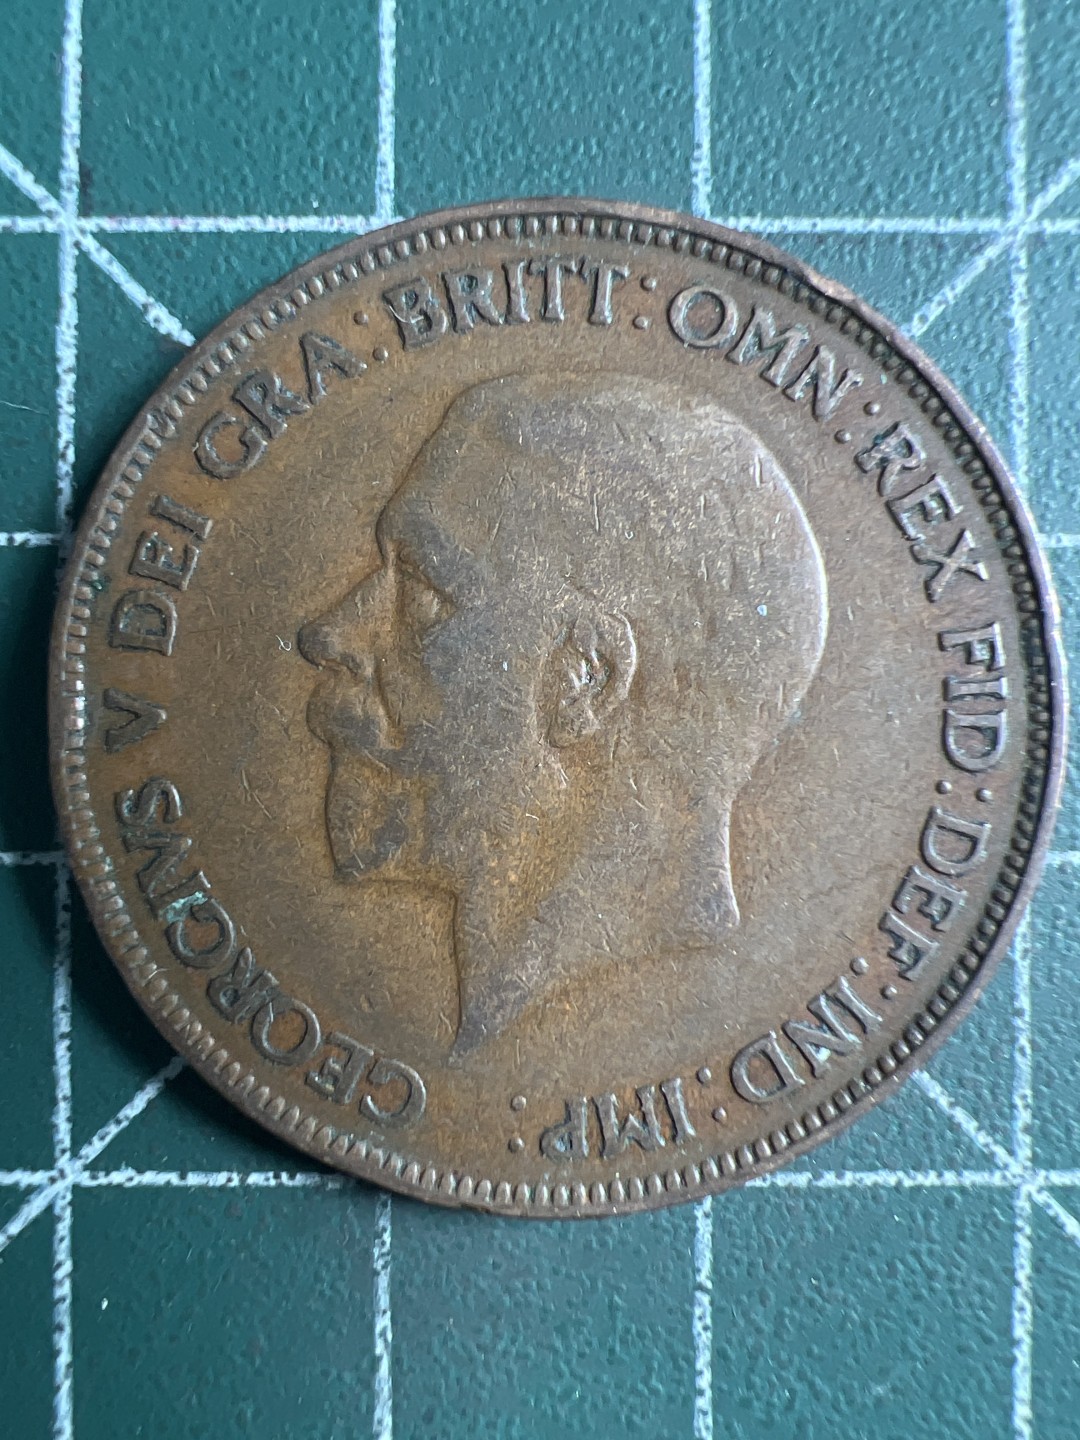 GEORGIVS V DEI GRA: BRITT: OMN: REX FID: DEF: IND: IMP: